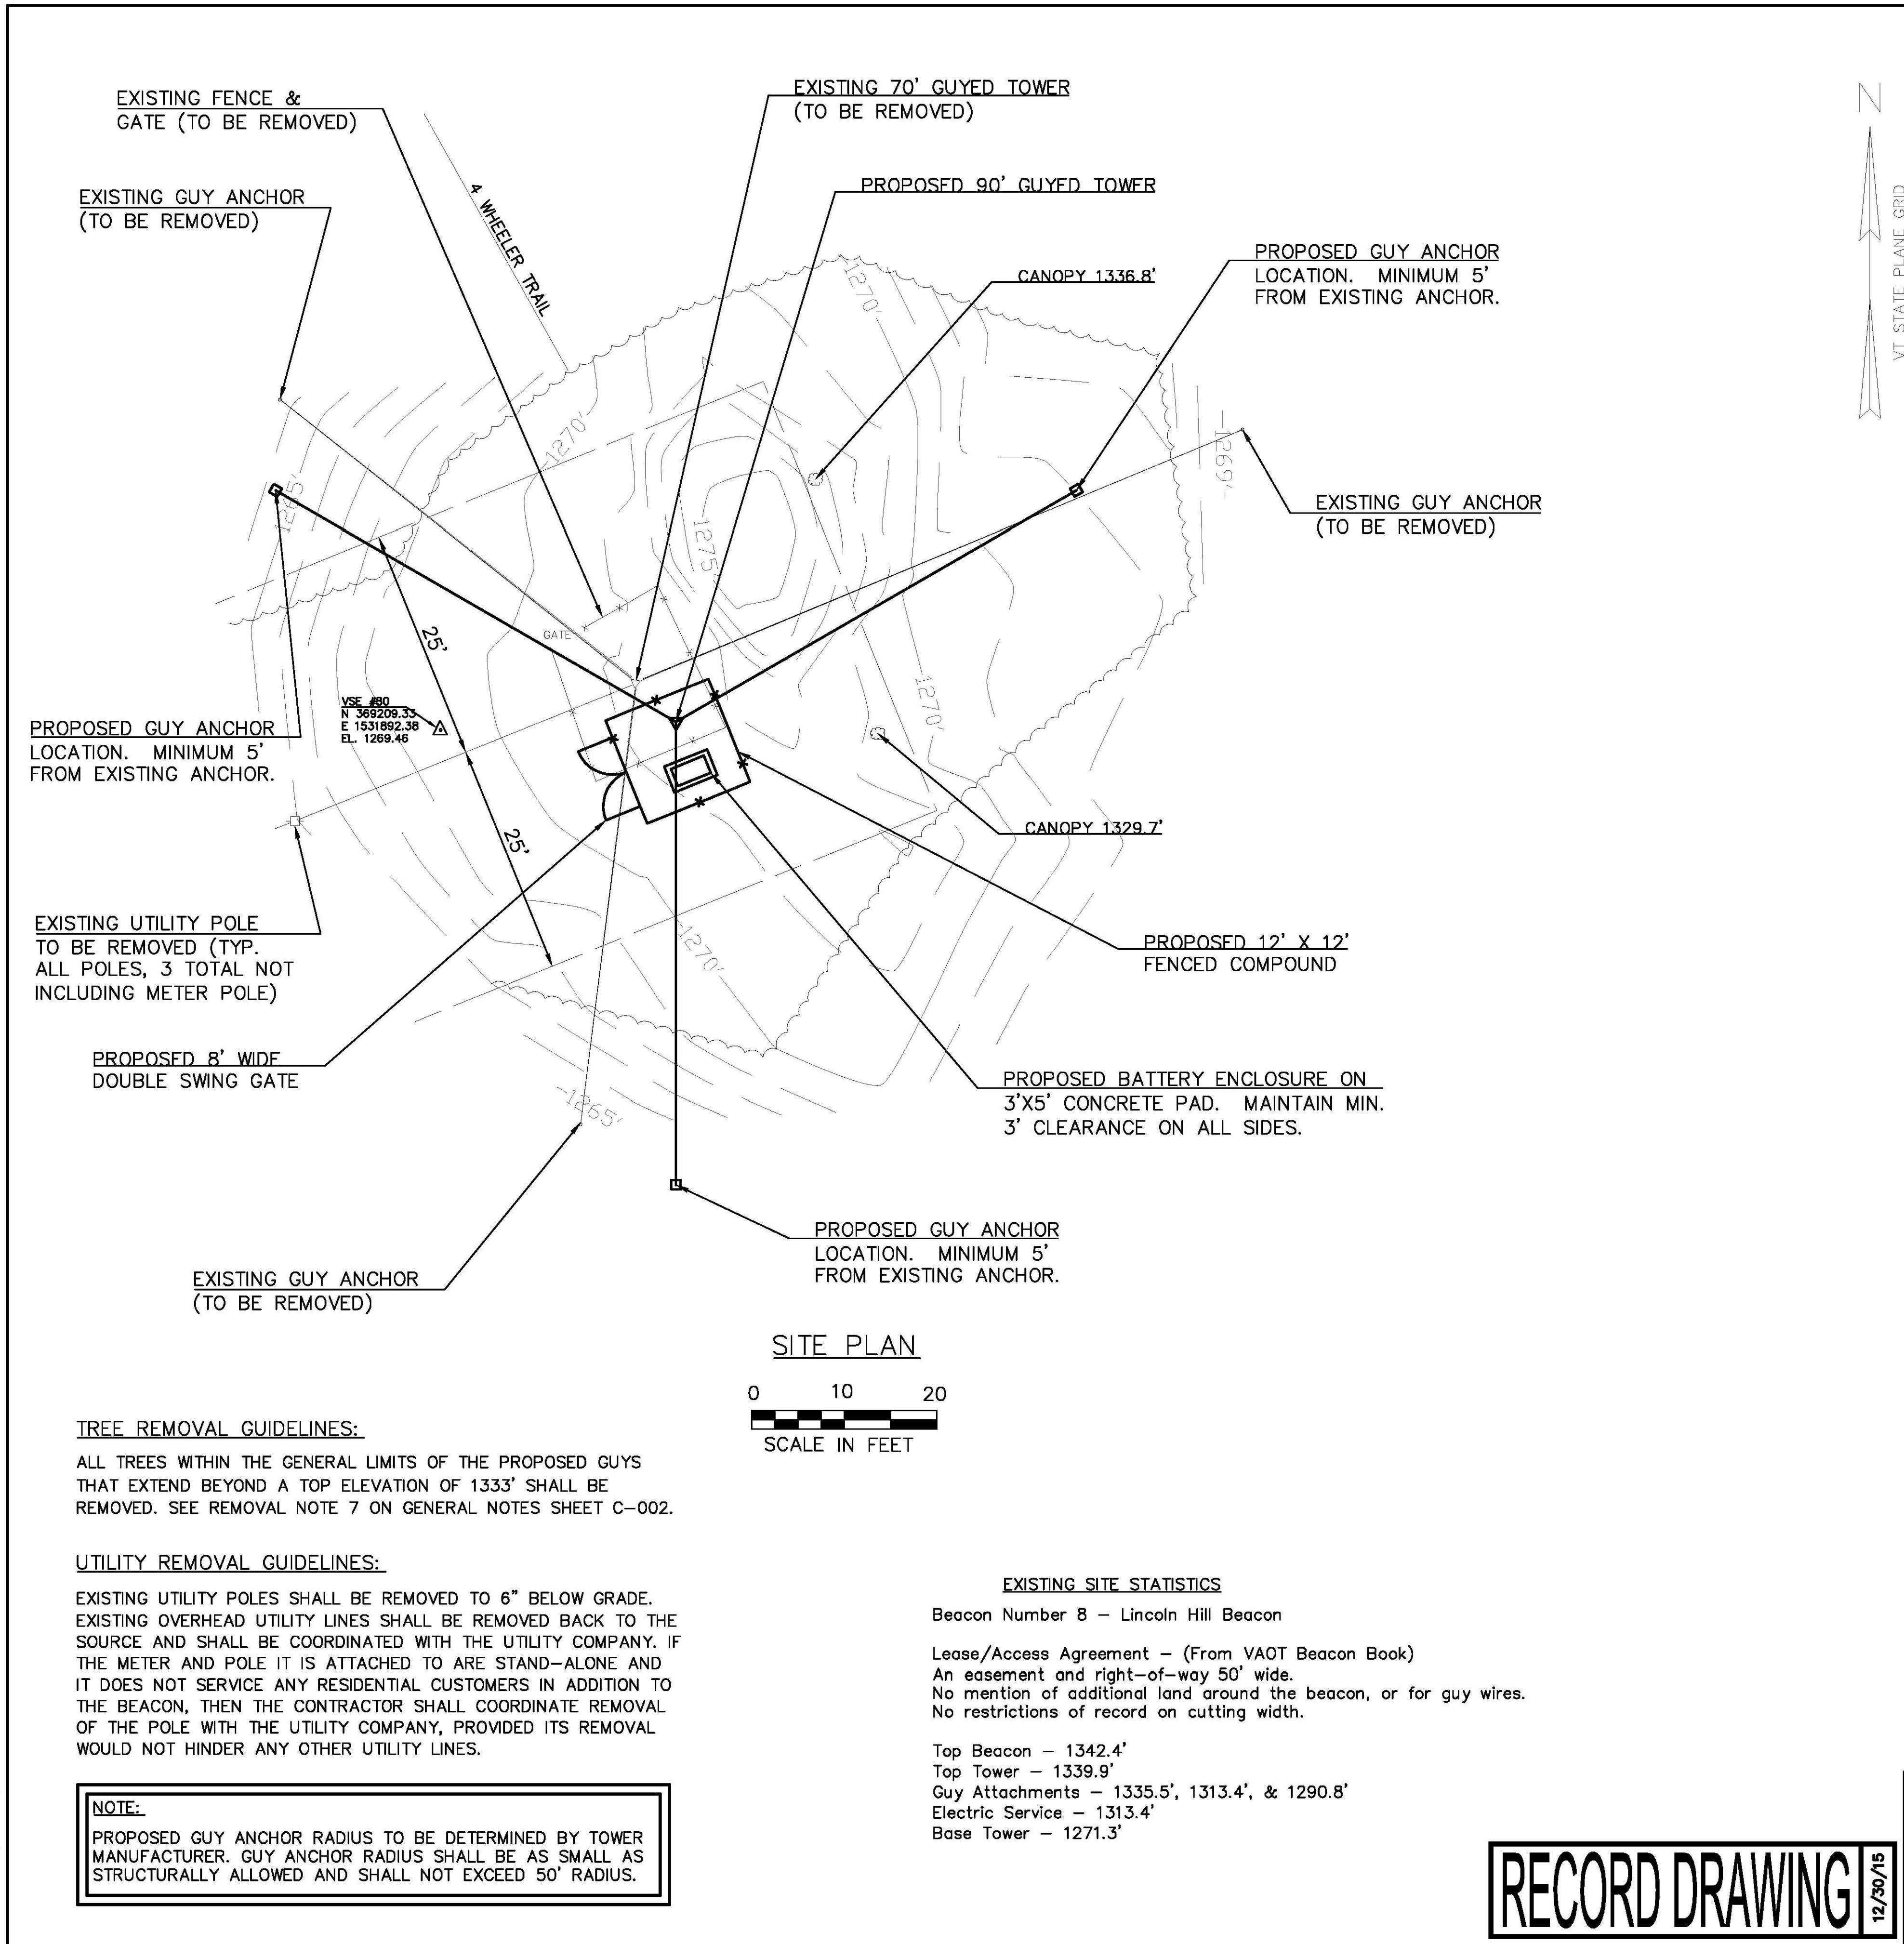 EXISTING FENCE &
GATE (TO BE REMOVED)
EXISTING 70' GUYED TOWER
(TO BE REMOVED)
N
VT STATE PLANE GRID
EXISTING GUY ANCHOR
(TO BE REMOVED)
4 WHEELER TRAIL
PROPOSED 90' GUYED TOWER
PROPOSED GUY ANCHOR
LOCATION. MINIMUM 5'
FROM EXISTING ANCHOR.
CANOPY 1336.8'
1270'
1270'
1269'
1265'
1275'
EXISTING GUY ANCHOR
(TO BE REMOVED)
GATE
25'
VSE #80
N 369209.33
E 1531892.38
EL. 1269.46
1270'
PROPOSED GUY ANCHOR
LOCATION. MINIMUM 5'
FROM EXISTING ANCHOR.
25'
CANOPY 1329.7'
EXISTING UTILITY POLE
TO BE REMOVED (TYP.
ALL POLES, 3 TOTAL NOT
INCLUDING METER POLE)
1270'
PROPOSED 12' X 12'
FENCED COMPOUND
PROPOSED 8' WIDE
DOUBLE SWING GATE
1265'
PROPOSED BATTERY ENCLOSURE ON
3'X5' CONCRETE PAD. MAINTAIN MIN.
3' CLEARANCE ON ALL SIDES.
PROPOSED GUY ANCHOR
LOCATION. MINIMUM 5'
FROM EXISTING ANCHOR.
EXISTING GUY ANCHOR
(TO BE REMOVED)
SITE PLAN
0 10 20
SCALE IN FEET
TREE REMOVAL GUIDELINES:
ALL TREES WITHIN THE GENERAL LIMITS OF THE PROPOSED GUYS
THAT EXTEND BEYOND A TOP ELEVATION OF 1333' SHALL BE
REMOVED. SEE REMOVAL NOTE 7 ON GENERAL NOTES SHEET C-002.
UTILITY REMOVAL GUIDELINES:
EXISTING UTILITY POLES SHALL BE REMOVED TO 6" BELOW GRADE.
EXISTING OVERHEAD UTILITY LINES SHALL BE REMOVED BACK TO THE
SOURCE AND SHALL BE COORDINATED WITH THE UTILITY COMPANY. IF
THE METER AND POLE IT IS ATTACHED TO ARE STAND-ALONE AND
IT DOES NOT SERVICE ANY RESIDENTIAL CUSTOMERS IN ADDITION TO
THE BEACON, THEN THE CONTRACTOR SHALL COORDINATE REMOVAL
OF THE POLE WITH THE UTILITY COMPANY, PROVIDED ITS REMOVAL
WOULD NOT HINDER ANY OTHER UTILITY LINES.
NOTE:
PROPOSED GUY ANCHOR RADIUS TO BE DETERMINED BY TOWER
MANUFACTURER. GUY ANCHOR RADIUS SHALL BE AS SMALL AS
STRUCTURALLY ALLOWED AND SHALL NOT EXCEED 50' RADIUS.
EXISTING SITE STATISTICS
Beacon Number 8 - Lincoln Hill Beacon
Lease/Access Agreement - (From VAOT Beacon Book)
An easement and right-of-way 50' wide.
No mention of additional land around the beacon, or for guy wires.
No restrictions of record on cutting width.
Top Beacon - 1342.4'
Top Tower - 1339.9'
Guy Attachments - 1335.5', 1313.4', & 1290.8'
Electric Service - 1313.4'
Base Tower - 1271.3'
RECORD DRAWING
12/30/15